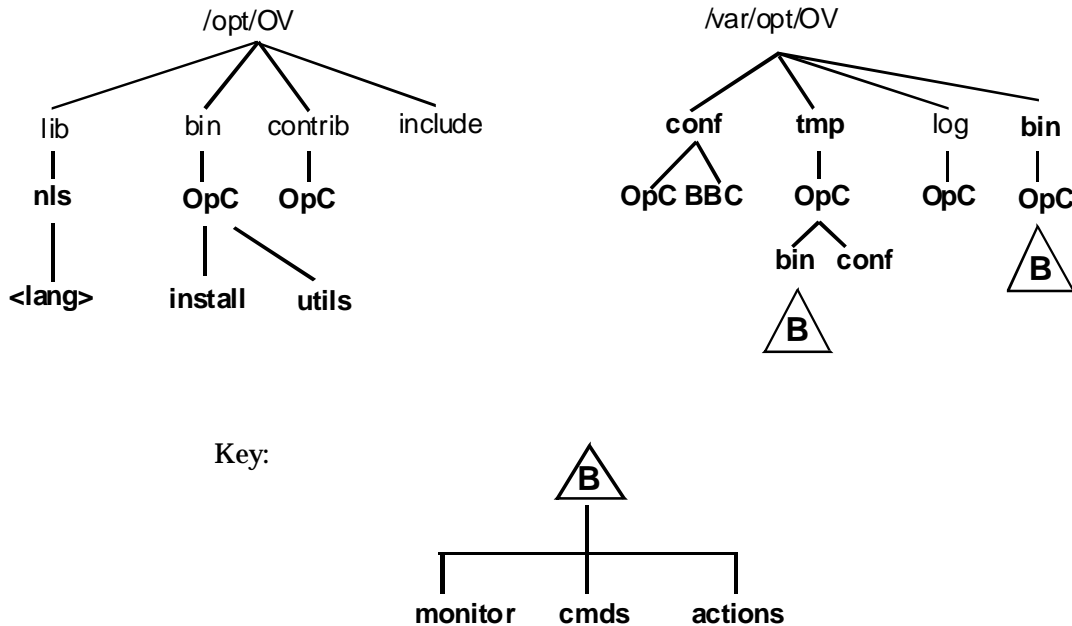 /opt/OV /var/opt/OV
lib bin contrib include conf tmp log bin
nls OpC OpC OpC BBC OpC OpC OpC
bin conf B
<lang> install utils B
Key:
B
monitor cmds actions